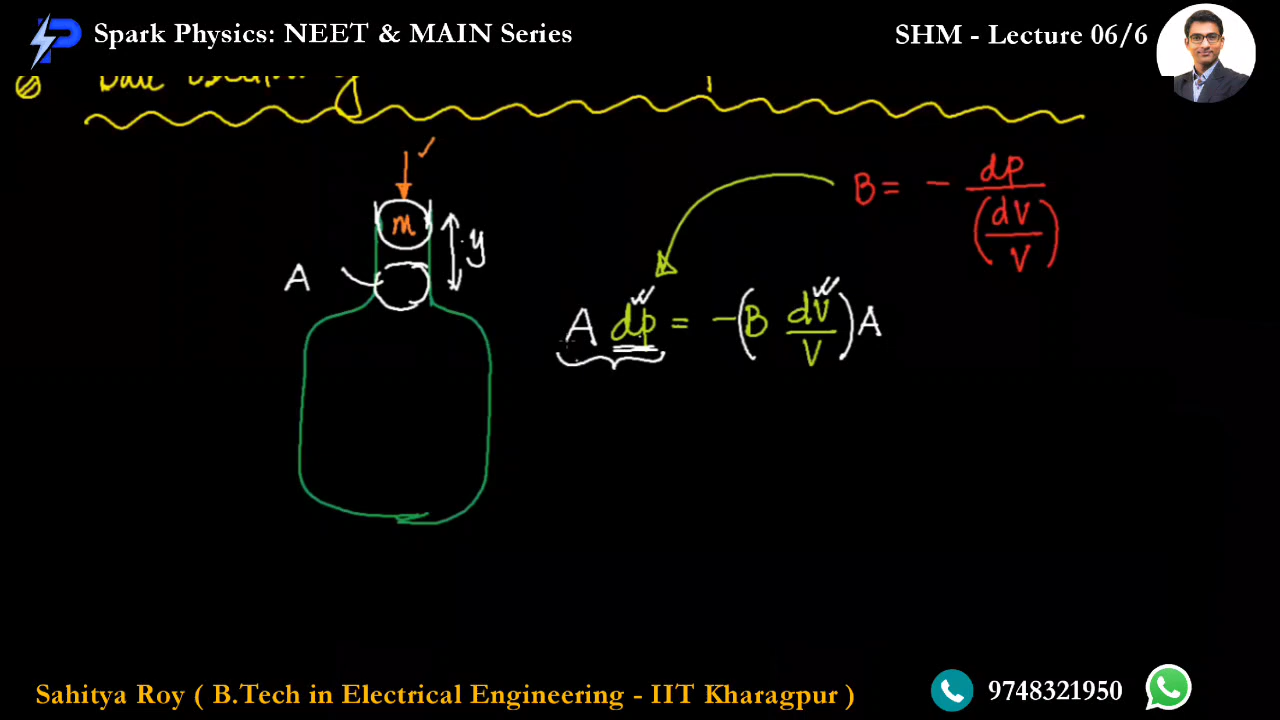 Spark Physics: NEET & MAIN Series
SHM - Lecture 06/6
m
y
A
B = - dp / (dV / V)
A dp = -(B dV / V) A
Sahitya Roy ( B.Tech in Electrical Engineering - IIT Kharagpur )
9748321950